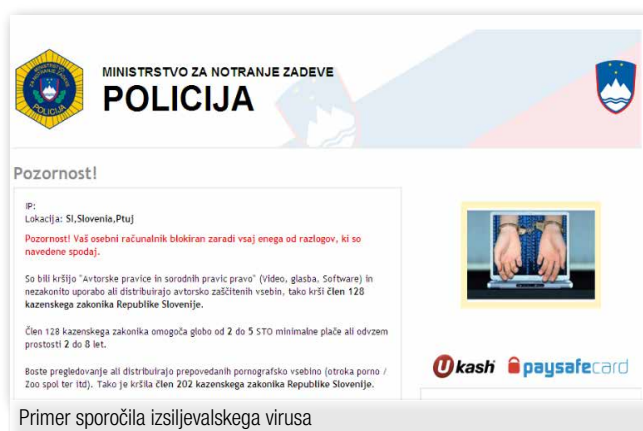 MINISTRSTVO ZA NOTRANJE ZADEVE
POLICIJA
POLICIJA
Pozornost!
IP:
Lokacija: SI,Slovenia,Ptuj
Pozornost! Vaš osebni računalnik blokiran zaradi vsaj enega od razlogov, ki so
navedene spodaj.
So bili kršijo "Avtorske pravice in sorodnih pravic pravo" (Video, glasba, Software) in
nezakonito uporabo ali distribuirajo avtorsko zaščitenih vsebin, tako krši člen 128
kazenskega zakonika Republike Slovenije.
Člen 128 kazenskega zakonika omogoča globo od 2 do 5 STO minimalne plače ali odvzem
prostosti 2 do 8 let.
Boste pregledovanje ali distribuirajo prepovedanih pornografsko vsebino (otroka porno /
Zoo spol ter itd). Tako je kršila člen 202 kazenskega zakonika Republike Slovenije.
Ukash paysafecard
Primer sporočila izsiljevalskega virusa